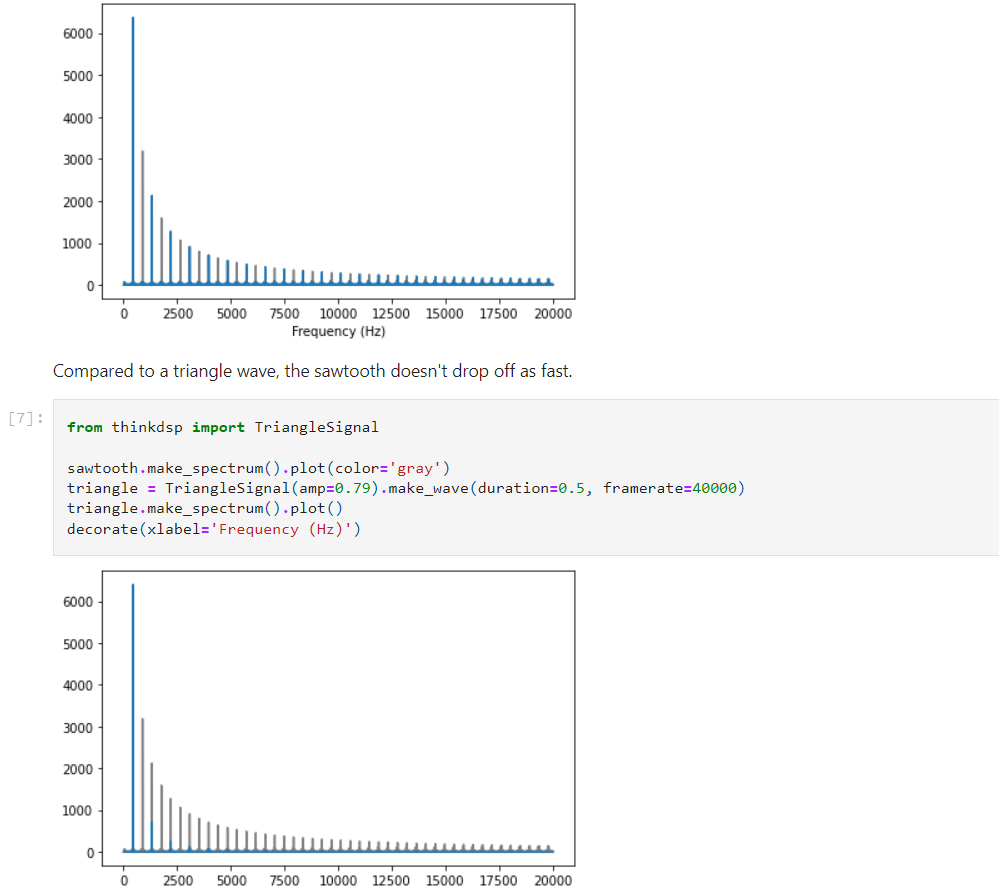 6000
5000
4000
3000
2000
1000
0
0 2500 5000 7500 10000 12500 15000 17500 20000
Frequency (Hz)
Compared to a triangle wave, the sawtooth doesn't drop off as fast.
[7]:
from thinkdsp import TriangleSignal
sawtooth.make_spectrum().plot(color='gray')
triangle = TriangleSignal(amp=0.79).make_wave(duration=0.5, framerate=40000)
triangle.make_spectrum().plot()
decorate(xlabel='Frequency (Hz)')
6000
5000
4000
3000
2000
1000
0
0 2500 5000 7500 10000 12500 15000 17500 20000